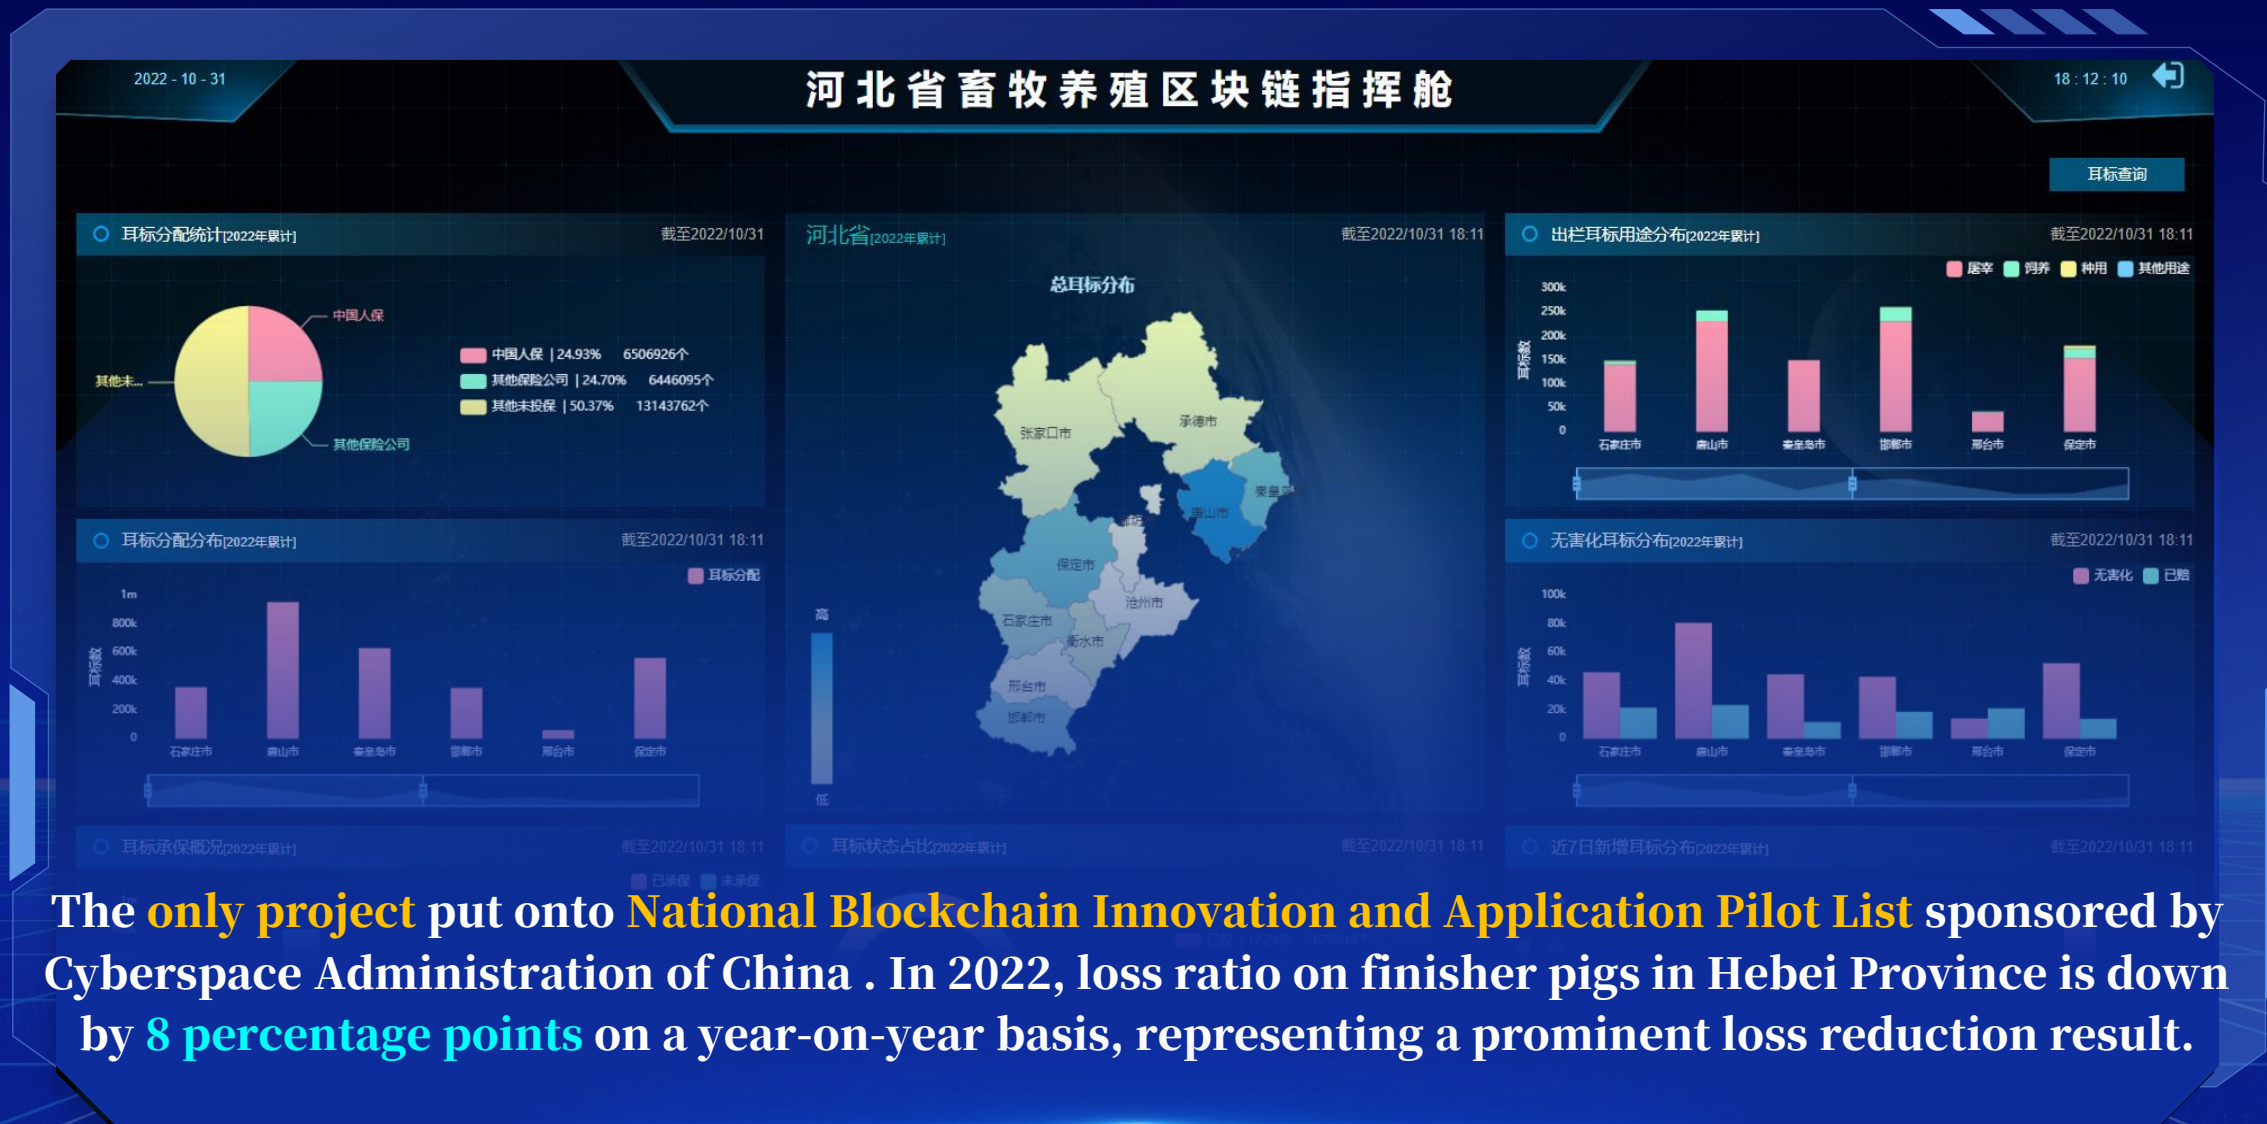 2022 - 10 - 31
河北省畜牧养殖区块链指挥舱
18 : 12 : 10
耳标查询
耳标分配统计[2022年累计]
截至2022/10/31
中国人保
其他未...
其他保险公司
中国人保 | 24.93% 6506926个
其他保险公司 | 24.70% 6446095个
其他未投保 | 50.37% 13143762个
河北省[2022年累计]
截至2022/10/31 18:11
总耳标分布
张家口市
承德市
唐山市
保定市
沧州市
石家庄市
衡水市
邢台市
邯郸市
高
低
出栏耳标用途分布[2022年累计]
截至2022/10/31 18:11
屠宰 饲养 种用 其他用途
耳标数
300k
250k
200k
150k
100k
50k
0
石家庄市 唐山市 秦皇岛市 邯郸市 邢台市 保定市
耳标分配分布[2022年累计]
截至2022/10/31 18:11
耳标分配
耳标数
1m
800k
600k
400k
200k
0
石家庄市 唐山市 秦皇岛市 邯郸市 邢台市 保定市
无害化耳标分布[2022年累计]
截至2022/10/31 18:11
无害化 已赔
耳标数
100k
80k
60k
40k
20k
0
石家庄市 唐山市 秦皇岛市 邯郸市 邢台市 保定市
耳标承保概况[2022年累计]
截至2022/10/31 18:11
已承保 未承保
耳标状态占比[2022年累计]
截至2022/10/31 18:11
近7日新增耳标分布[2022年累计]
截至2022/10/31 18:11
The only project put onto National Blockchain Innovation and Application Pilot List sponsored by
Cyberspace Administration of China . In 2022, loss ratio on finisher pigs in Hebei Province is down
by 8 percentage points on a year-on-year basis, representing a prominent loss reduction result.